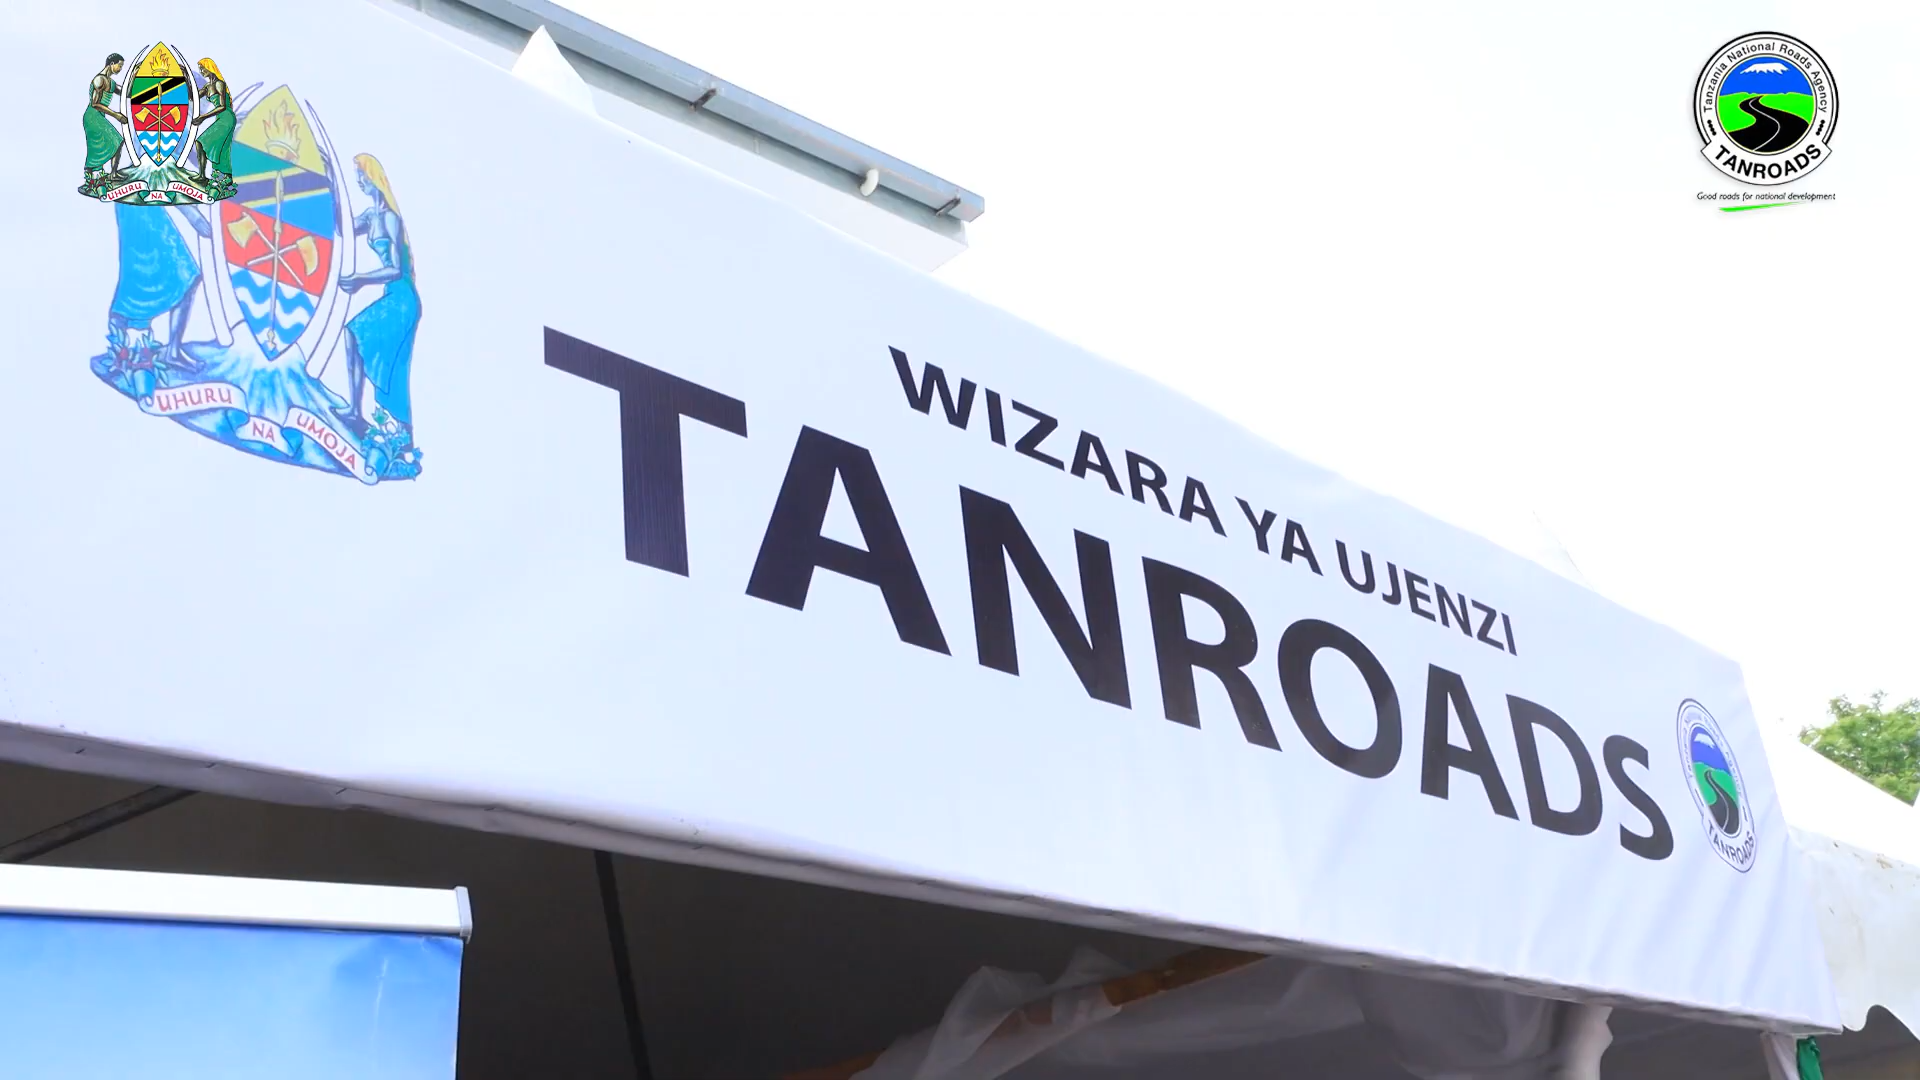 UHURU NA UMOJA
Tanzania National Roads Agency
TANROADS
Good roads for national development
UHURU NA UMOJA
WIZARA YA UJENZI
TANROADS
TANROADS